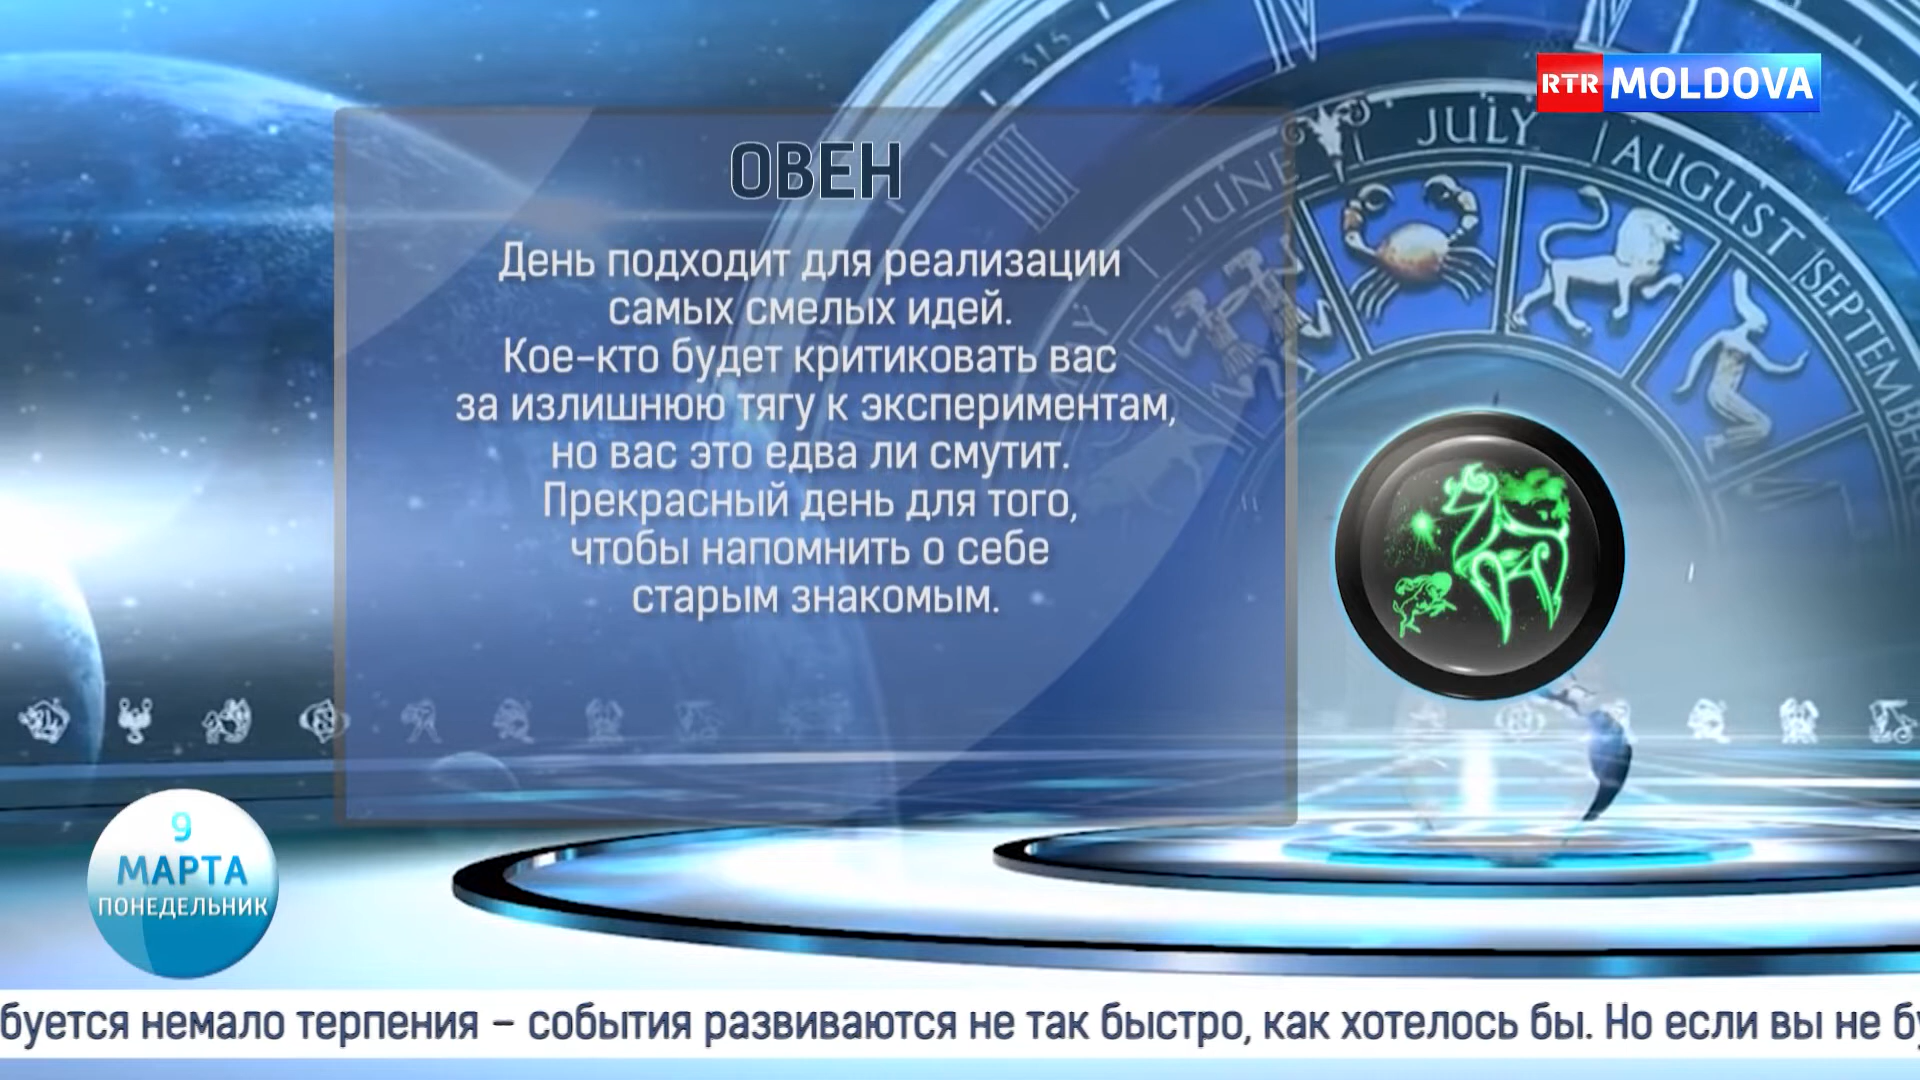 315
RTR MOLDOVA
JUNE
JULY
AUGUST
SEPTEMBER
ОВЕН
День подходит для реализации
самых смелых идей.
Кое-кто будет критиковать вас
за излишнюю тягу к экспериментам,
но вас это едва ли смутит.
Прекрасный день для того,
чтобы напомнить о себе
старым знакомым.
9
МАРТА
ПОНЕДЕЛЬНИК
буется немало терпения – события развиваются не так быстро, как хотелось бы. Но если вы не бу